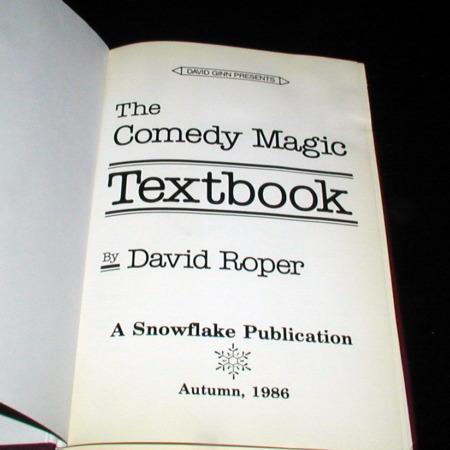 DAVID GINN PRESENTS
The
Comedy Magic
Textbook
By David Roper
A Snowflake Publication
Autumn, 1986